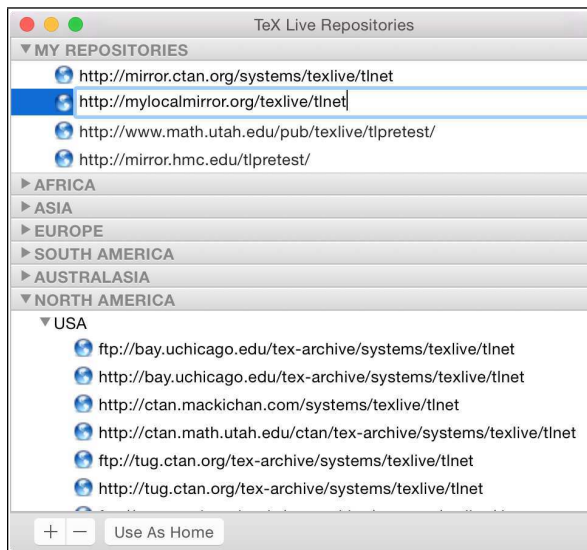 TeX Live Repositories
MY REPOSITORIES
http://mirror.ctan.org/systems/texlive/tlnet
http://mylocalmirror.org/texlive/tlnet
http://www.math.utah.edu/pub/texlive/tlpretest/
http://mirror.hmc.edu/tlpretest/
AFRICA
ASIA
EUROPE
SOUTH AMERICA
AUSTRALASIA
NORTH AMERICA
USA
ftp://bay.uchicago.edu/tex-archive/systems/texlive/tlnet
http://bay.uchicago.edu/tex-archive/systems/texlive/tlnet
http://ctan.mackichan.com/systems/texlive/tlnet
http://ctan.math.utah.edu/ctan/tex-archive/systems/texlive/tlnet
ftp://tug.ctan.org/tex-archive/systems/texlive/tlnet
http://tug.ctan.org/tex-archive/systems/texlive/tlnet
+ − Use As Home